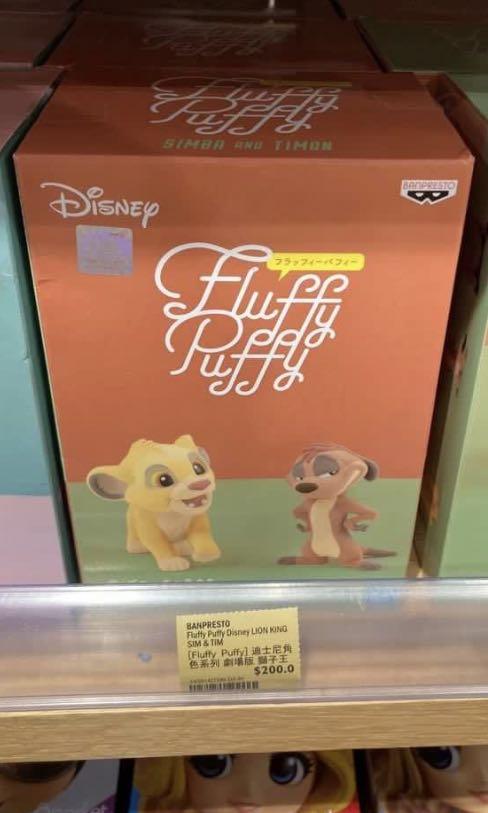 Fluffy
Puffy
SIMBA AND TIMON
Disney
BANPRESTO
フラッフィーパフィー
Fluffy
Puffy
BANPRESTO
Fluffy Puffy Disney LION KING
SIM & TIM
[Fluffy Puffy] 迪士尼角
色系列 劇場版 獅子王
$200.0